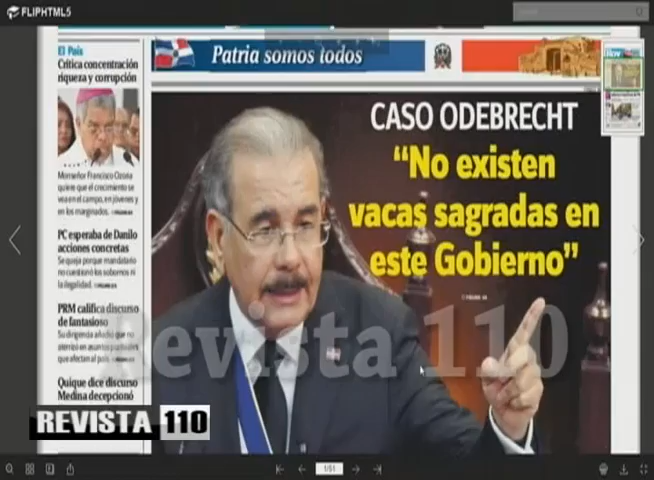 FLIPHTML5
El País
Crítica concentración
riqueza y corrupción
Monseñor Francisco Ozoria
quiere que el crecimiento se
vea en el campo, en jóvenes y
en los marginados.
PC esperaba de Danilo
acciones concretas
Se queja porque mandatario
no cuestionó los sobornos ni
la ilegalidad.
PRM califica discurso
de fantasioso
Su dirigencia afirmó que no
aterrizó en asuntos puntuales
que afectan al país.
Quique dice discurso
Medina decepcionó
Patria somos todos
CASO ODEBRECHT
“No existen
vacas sagradas en
este Gobierno”
Revista 110
REVISTA 110
1/51